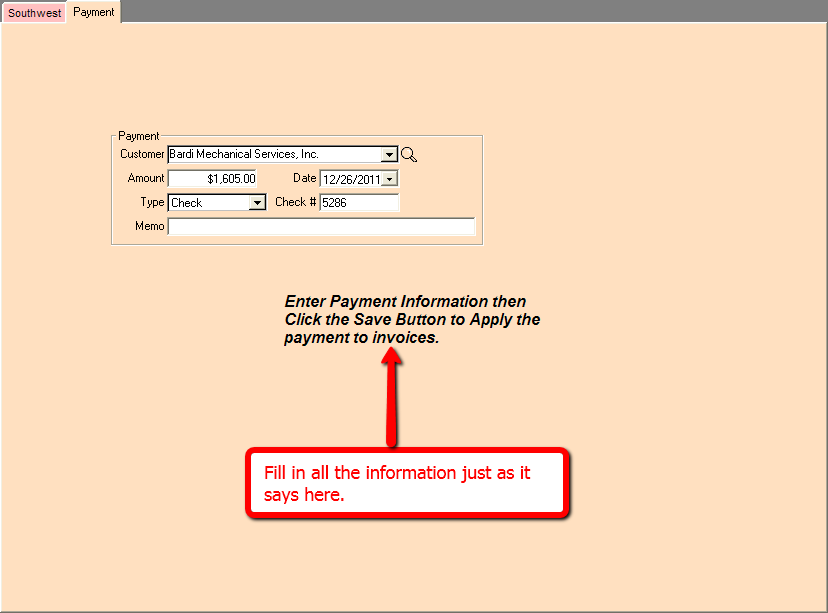 Southwest Payment
Payment
Customer Bardi Mechanical Services, Inc.
Amount $1,605.00 Date 12/26/2011
Type Check Check # 5286
Memo
Enter Payment Information then
Click the Save Button to Apply the
payment to invoices.
Fill in all the information just as it
says here.